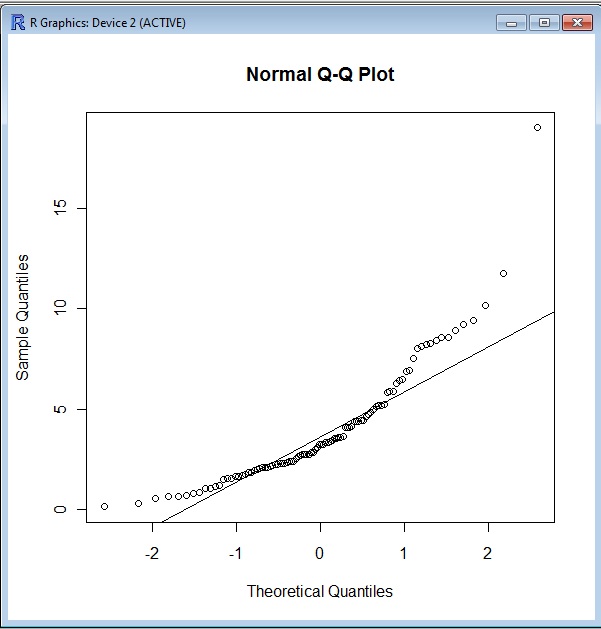 R Graphics: Device 2 (ACTIVE)
Normal Q-Q Plot
Sample Quantiles
15
10
5
0
-2 -1 0 1 2
Theoretical Quantiles